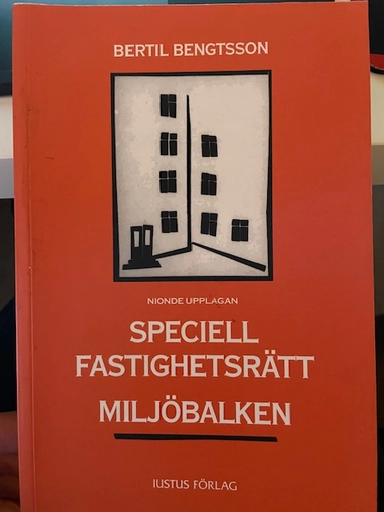 BERTIL BENGTSSON
NIONDE UPPLAGAN
SPECIELL
FASTIGHETSRÄTT
MILJÖBALKEN
IUSTUS FÖRLAG